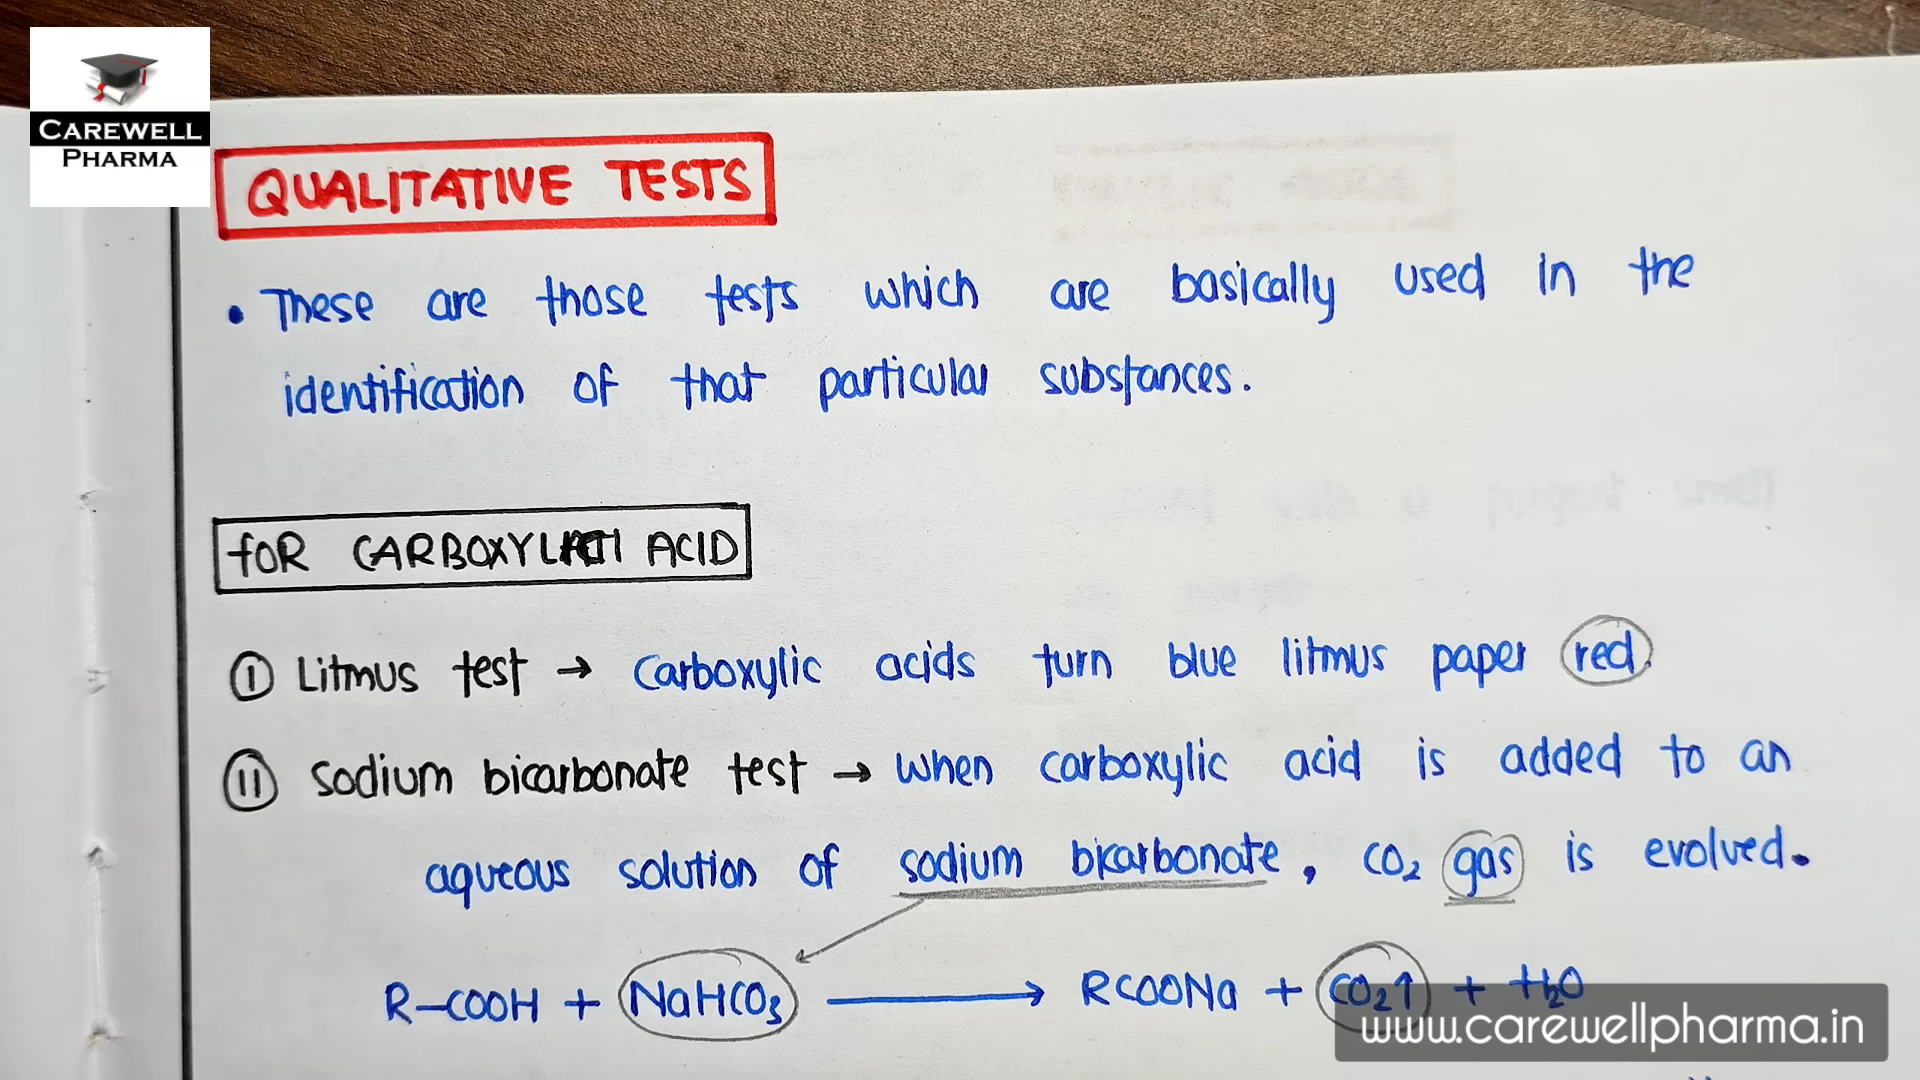 CAREWELL
PHARMA
QUALITATIVE TESTS
• These are those tests which are basically used in the
identification of that particular substances.
FOR ACID
I Litmus test → Carboxylic acids turn blue litmus paper red.
II Sodium bicarbonate test → When carboxylic acid is added to an
aqueous solution of sodium bicarbonate, CO2 gas is evolved.
R-COOH + NaHCO3 → RCOONa + CO2↑ + H2O
www.carewellpharma.in